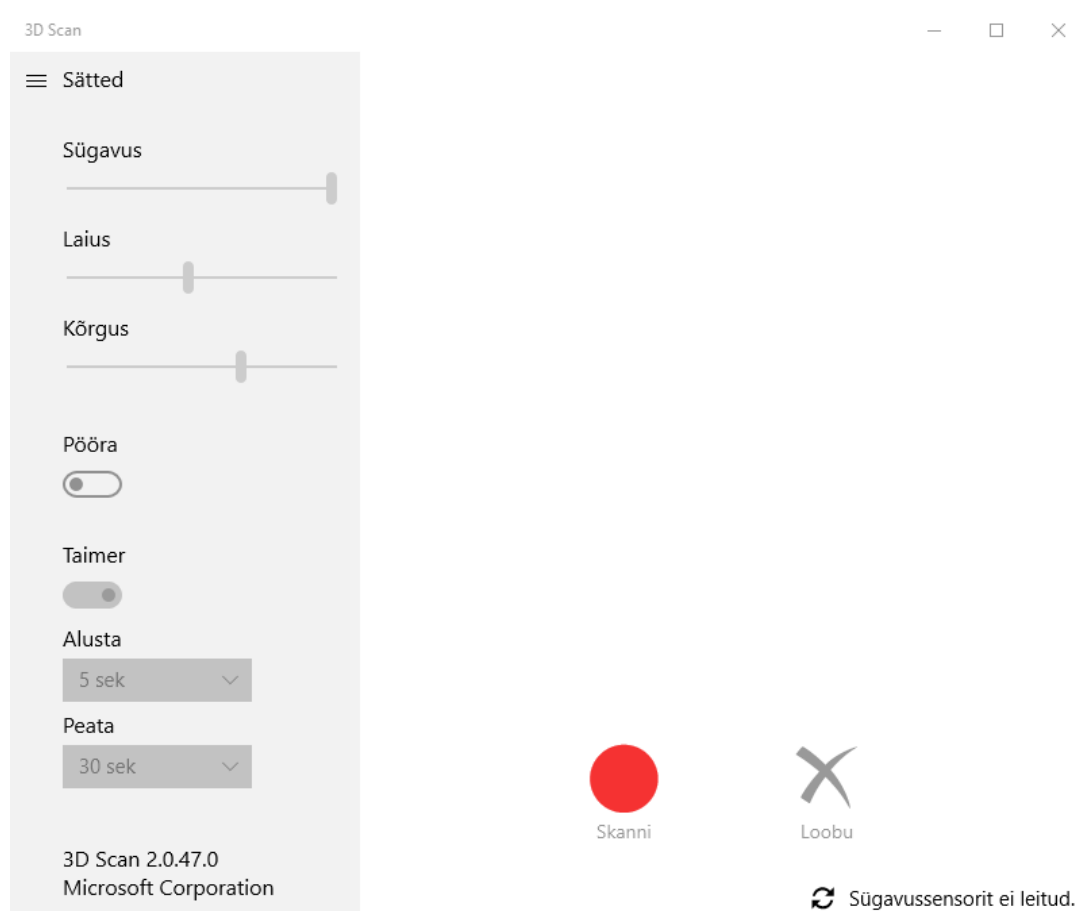 3D Scan
Sätted
Sügavus
Laius
Kõrgus
Pööra
Taimer
Alusta
5 sek
Peata
30 sek
3D Scan 2.0.47.0
Microsoft Corporation
Skanni
Loobu
Sügavussensorit ei leitud.